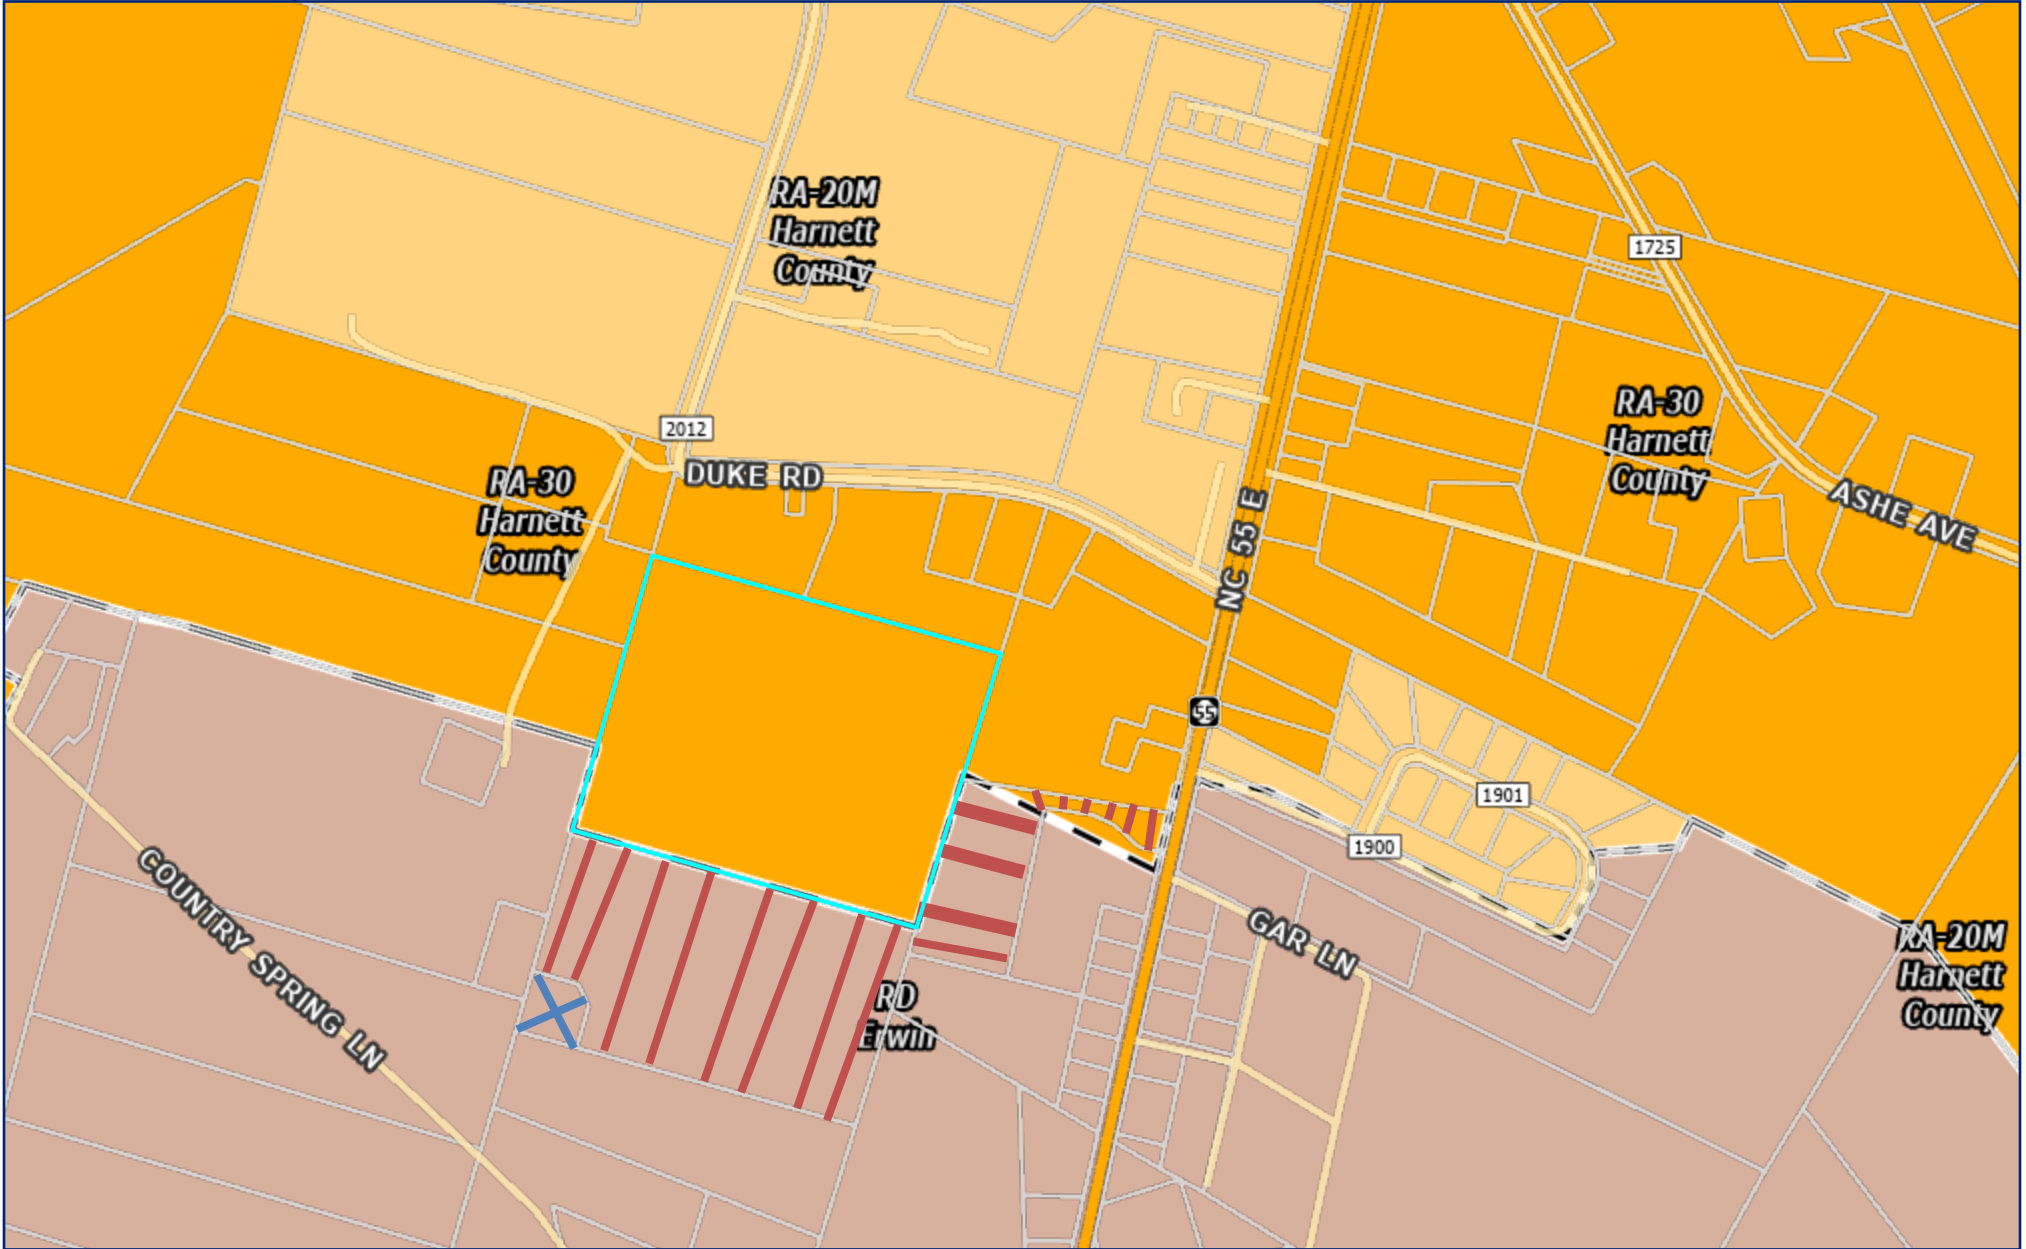 RA-20M
Harnett
County
1725
RA-30
Harnett
County
2012
DUKE RD
RA-30
Harnett
County
ASHE AVE
NC 55 E
55
1901
1900
COUNTRY SPRING LN
GAR LN
RA-20M
Harnett
County
RD
Erwin